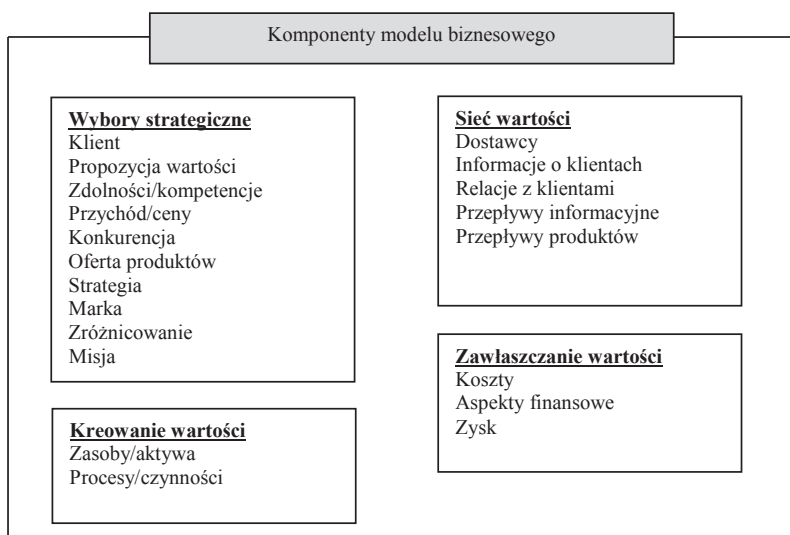 Komponenty modelu biznesowego
Wybory strategiczne
Klient
Propozycja wartości
Zdolności/kompetencje
Przychód/ceny
Konkurencja
Oferta produktów
Strategia
Marka
Zróżnicowanie
Misja
Kreowanie wartości
Zasoby/aktywa
Procesy/czynności
Sieć wartości
Dostawcy
Informacje o klientach
Relacje z klientami
Przepływy informacyjne
Przepływy produktów
Zawłaszczanie wartości
Koszty
Aspekty finansowe
Zysk